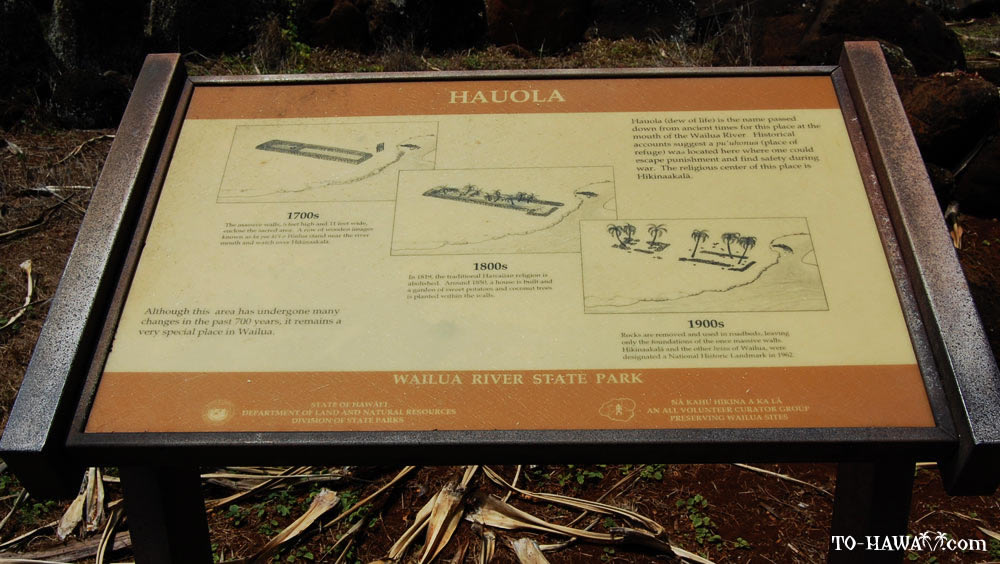 HAUOLA
Hauola (dew of life) is the name passed
down from ancient times for this place at the
mouth of the Wailua River. Historical
accounts suggest a pu'uhonua (place of
refuge) was located here where one could
escape punishment and find safety during
war. The religious center of this place is
Hikinaakalā.
1700s
The massive walls, 6 feet high and 11 feet wide,
enclose the sacred area. A row of wooden images
known as ka pae ki'i o Wailua stand near the river
mouth and watch over Hikinaakalā.
1800s
In 1819, the traditional Hawaiian religion is
abolished. Around 1850, a house is built and
a garden of sweet potatoes and coconut trees
is planted within the walls.
1900s
Rocks are removed and used in roadbeds, leaving
only the foundations of the once massive walls.
Hikinaakalā and the other heiau of Wailua, were
designated a National Historic Landmark in 1962.
Although this area has undergone many
changes in the past 700 years, it remains a
very special place in Wailua.
WAILUA RIVER STATE PARK
STATE OF HAWAI'I
DEPARTMENT OF LAND AND NATURAL RESOURCES
DIVISION OF STATE PARKS
NĀ KAHU HIKINA A KA LĀ
AN ALL VOLUNTEER CURATOR GROUP
PRESERVING WAILUA SITES
TO-HAWAII.com